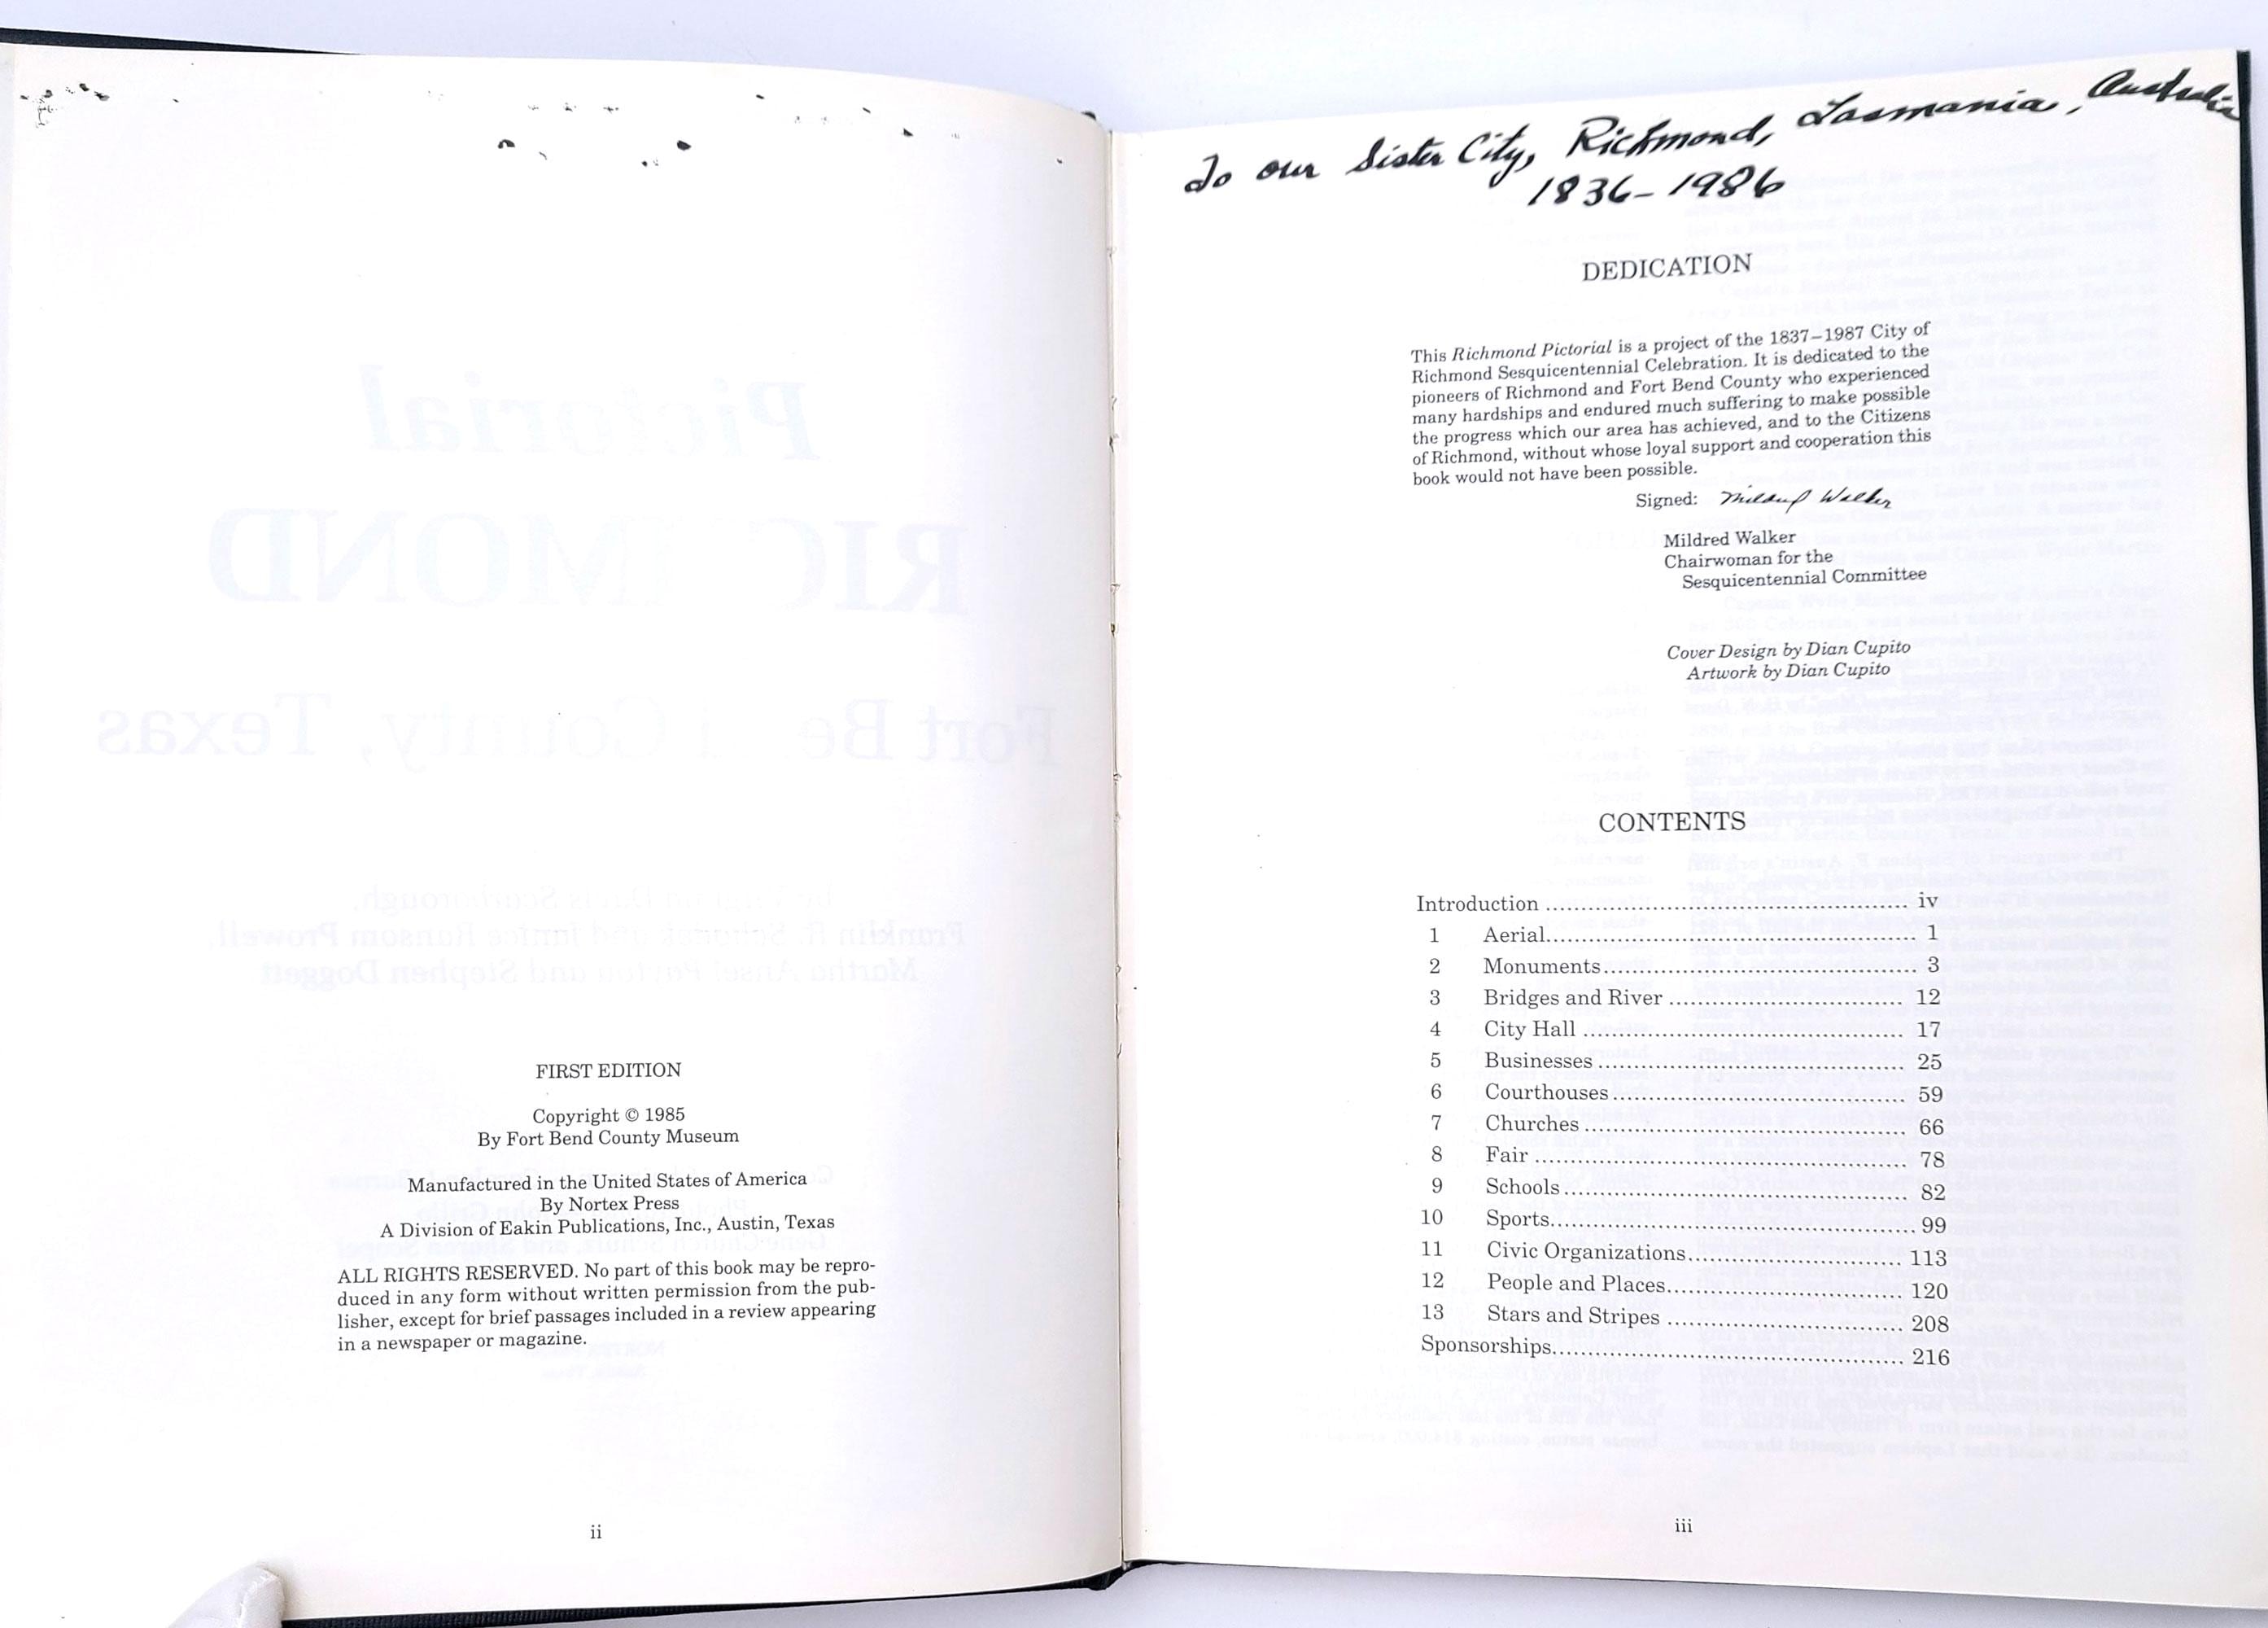 FIRST EDITION
Copyright © 1985
By Fort Bend County Museum
Manufactured in the United States of America
By Nortex Press
A Division of Eakin Publications, Inc., Austin, Texas
ALL RIGHTS RESERVED. No part of this book may be repro-
duced in any form without written permission from the pub-
lisher, except for brief passages included in a review appearing
in a newspaper or magazine.
ii
To our Sister City, Richmond, Tasmania, Australia
1836-1986
DEDICATION
This Richmond Pictorial is a project of the 1837–1987 City of
Richmond Sesquicentennial Celebration. It is dedicated to the
pioneers of Richmond and Fort Bend County who experienced
many hardships and endured much suffering to make possible
the progress which our area has achieved, and to the Citizens
of Richmond, without whose loyal support and cooperation this
book would not have been possible.
Signed: Mildred Walker
Mildred Walker
Chairwoman for the
Sesquicentennial Committee
Cover Design by Dian Cupito
Artwork by Dian Cupito
CONTENTS
Introduction ........ iv
1 Aerial........ 1
2 Monuments........ 3
3 Bridges and River ........ 12
4 City Hall ........ 17
5 Businesses ........ 25
6 Courthouses ........ 59
7 Churches ........ 66
8 Fair ........ 78
9 Schools ........ 82
10 Sports........ 99
11 Civic Organizations........ 113
12 People and Places........ 120
13 Stars and Stripes ........ 208
Sponsorships........ 216
iii